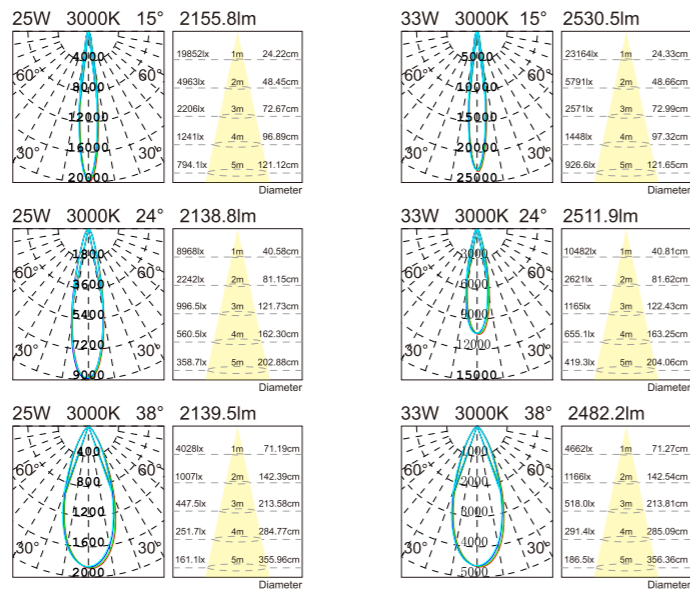 25W 3000K 15° 2155.8lm
4000
8000
12000
16000
20000
60° 60°
30° 30°
19852lx 1m 24.22cm
4963lx 2m 48.45cm
2206lx 3m 72.67cm
1241lx 4m 96.89cm
794.1lx 5m 121.12cm
Diameter
33W 3000K 15° 2530.5lm
5000
10000
15000
20000
25000
60° 60°
30° 30°
23164lx 1m 24.33cm
5791lx 2m 48.66cm
2571lx 3m 72.99cm
1448lx 4m 97.32cm
926.6lx 5m 121.65cm
Diameter
25W 3000K 24° 2138.8lm
1800
3600
5400
7200
9000
60° 60°
30° 30°
8968lx 1m 40.58cm
2242lx 2m 81.15cm
996.5lx 3m 121.73cm
560.5lx 4m 162.30cm
358.7lx 5m 202.88cm
Diameter
33W 3000K 24° 2511.9lm
3000
6000
9000
12000
15000
60° 60°
30° 30°
10482lx 1m 40.81cm
2621lx 2m 81.62cm
1165lx 3m 122.43cm
655.1lx 4m 163.25cm
419.3lx 5m 204.06cm
Diameter
25W 3000K 38° 2139.5lm
400
800
1200
1600
2000
60° 60°
30° 30°
4028lx 1m 71.19cm
1007lx 2m 142.39cm
447.5lx 3m 213.58cm
251.7lx 4m 284.77cm
161.1lx 5m 355.96cm
Diameter
33W 3000K 38° 2482.2lm
1000
2000
3000
4000
5000
60° 60°
30° 30°
4662lx 1m 71.27cm
1166lx 2m 142.54cm
518.0lx 3m 213.81cm
291.4lx 4m 285.09cm
186.5lx 5m 356.36cm
Diameter